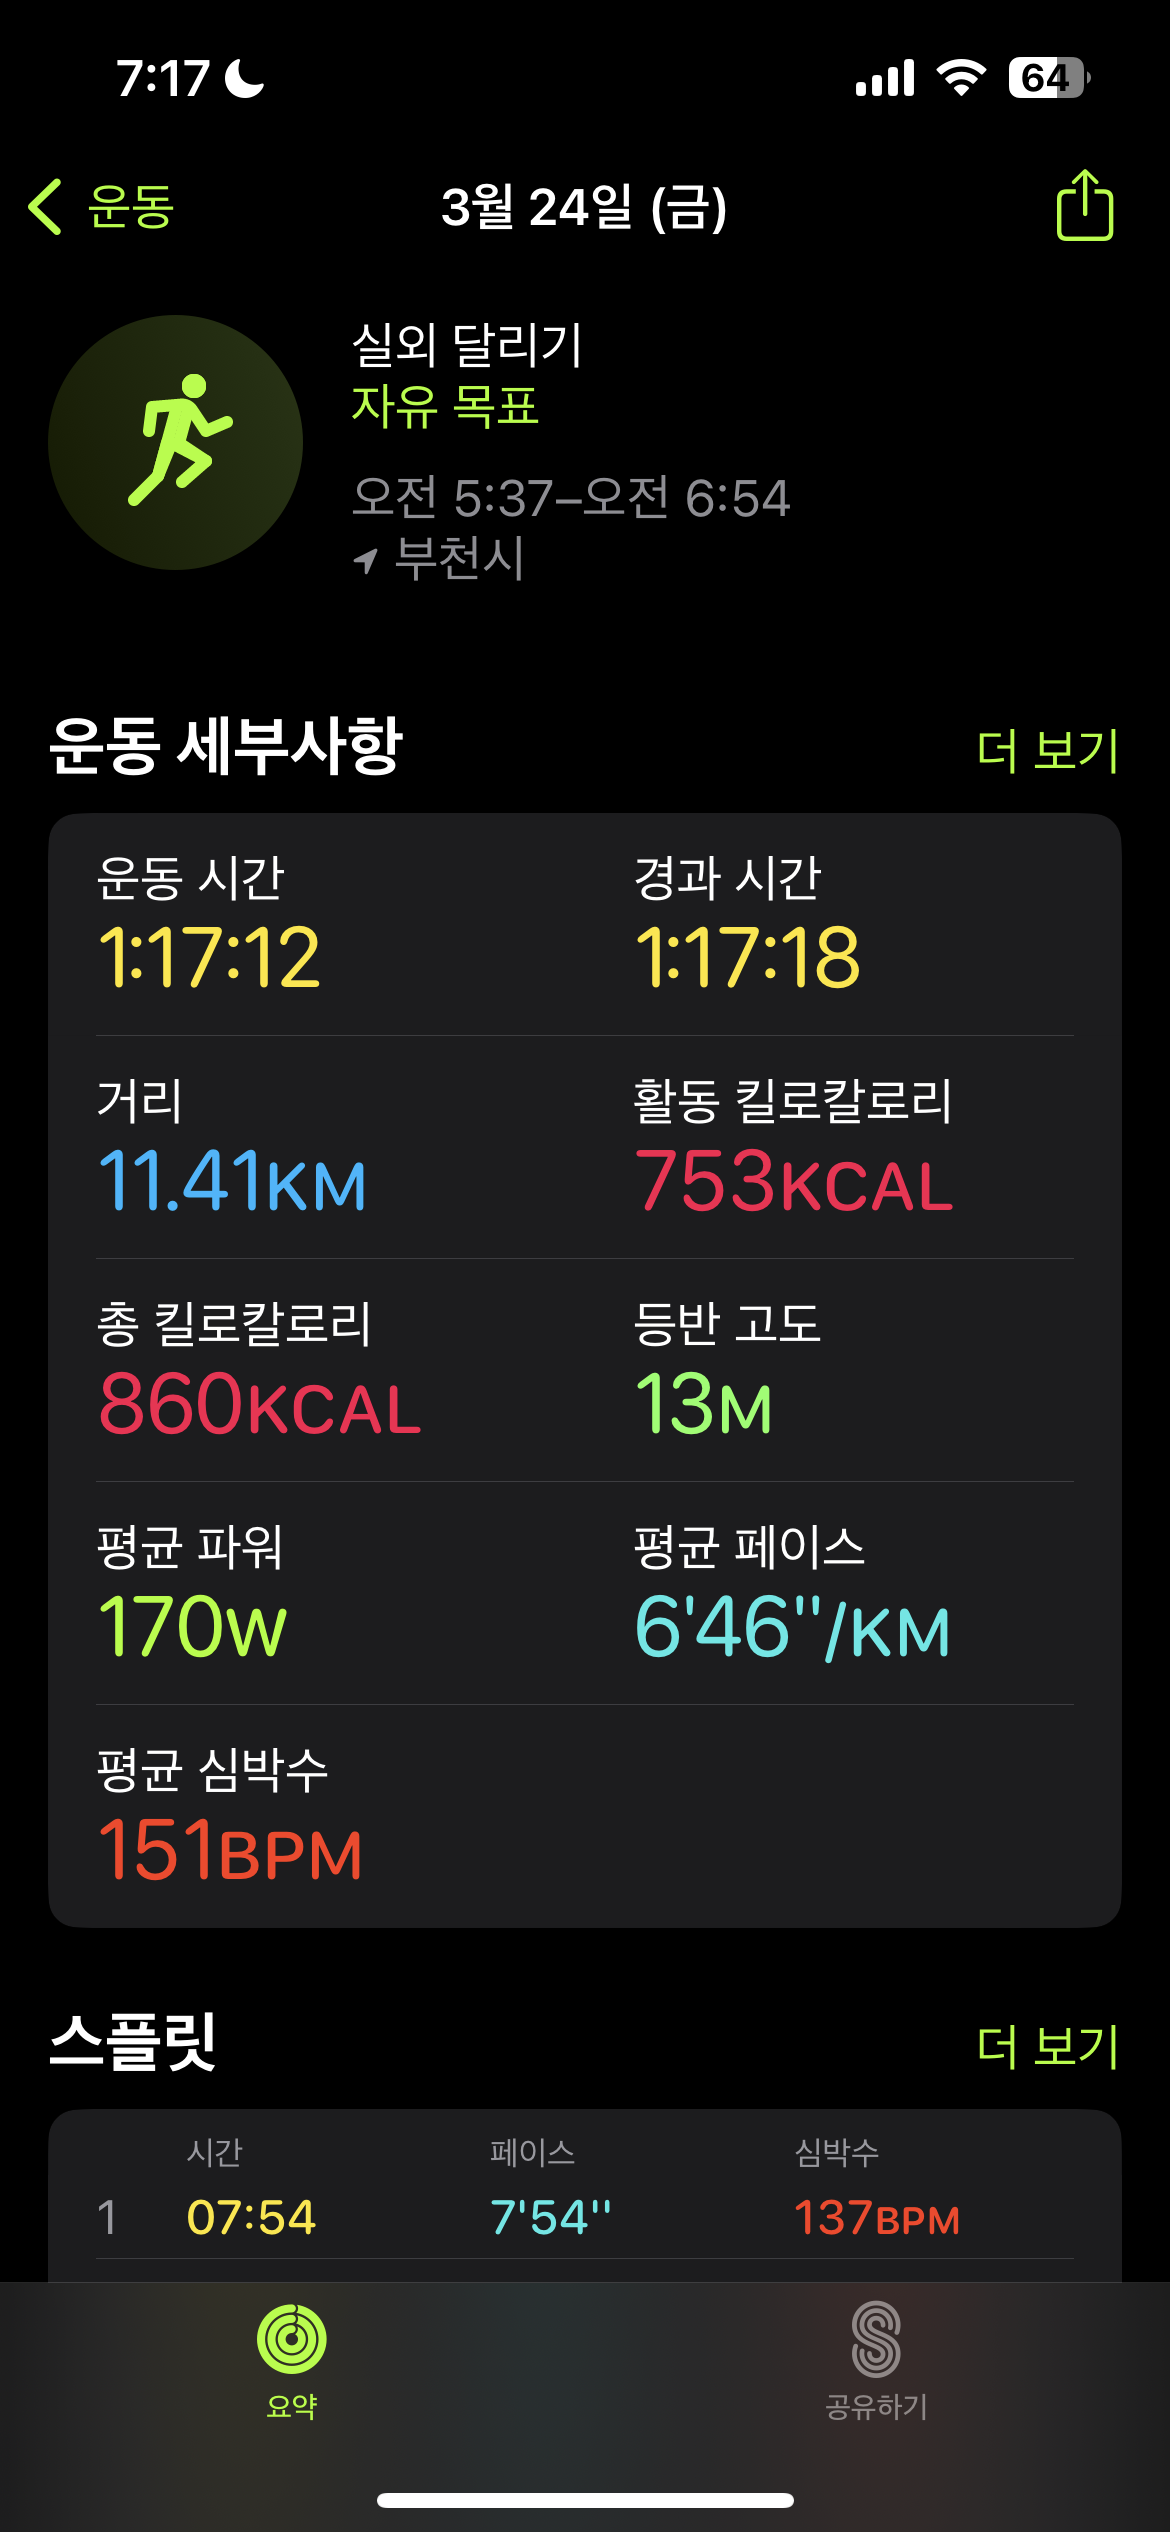 7:17
64
운동
3월 24일 (금)
실외 달리기
자유 목표
오전 5:37–오전 6:54
부천시
운동 세부사항
더 보기
운동 시간
경과 시간
1:17:12
1:17:18
거리
활동 킬로칼로리
11.41KM
753KCAL
총 킬로칼로리
등반 고도
860KCAL
13M
평균 파워
평균 페이스
170W
6'46''/KM
평균 심박수
151BPM
스플릿
더 보기
시간 페이스 심박수
1 07:54 7'54'' 137BPM
요약
공유하기